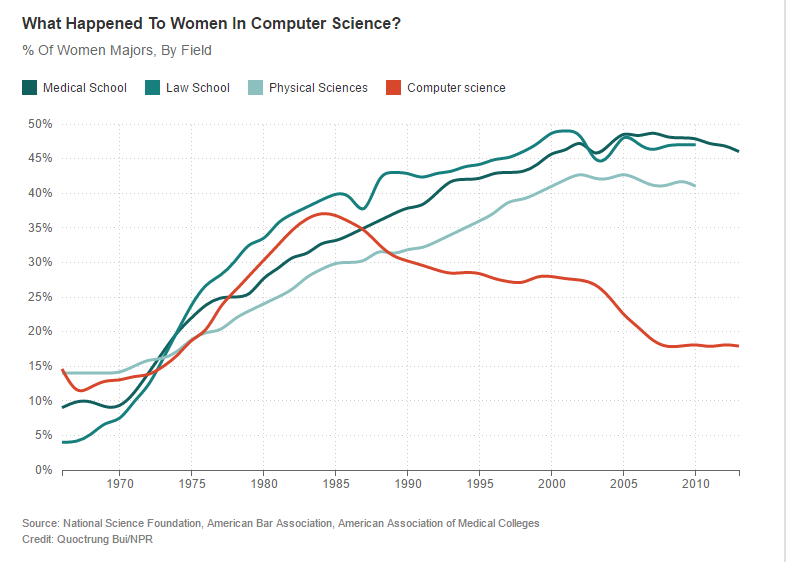 What Happened To Women In Computer Science?
% Of Women Majors, By Field
Medical School Law School Physical Sciences Computer science
50%
45%
40%
35%
30%
25%
20%
15%
10%
5%
0%
1970 1975 1980 1985 1990 1995 2000 2005 2010
Source: National Science Foundation, American Bar Association, American Association of Medical Colleges
Credit: Quoctrung Bui/NPR